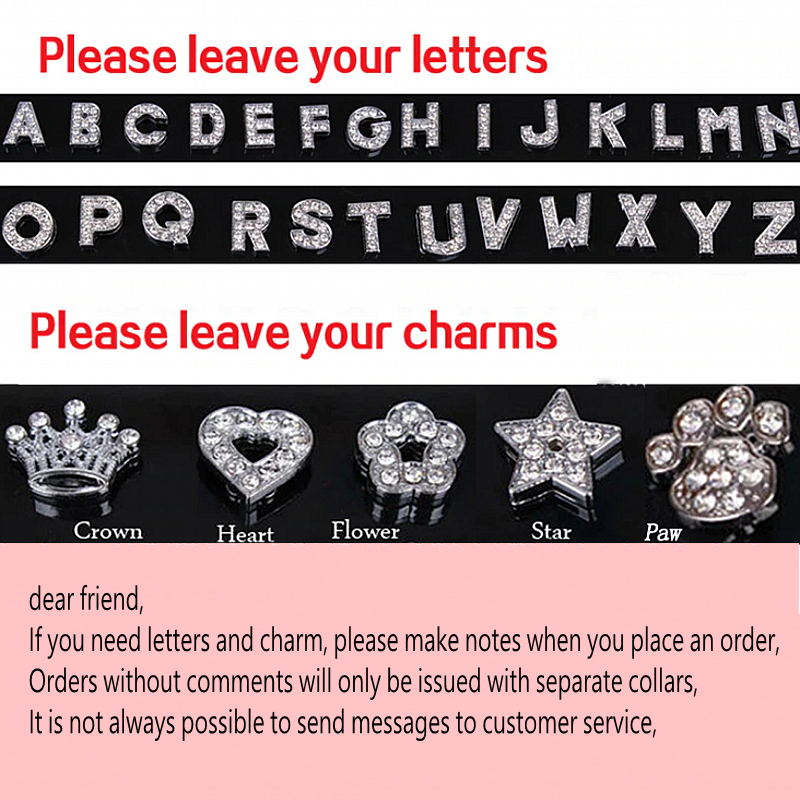 Please leave your letters
A B C D E F G H I J K L M N
O P Q R S T U V W X Y Z
Please leave your charms
Crown Heart Flower Star Paw
dear friend,
If you need letters and charm, please make notes when you place an order,
Orders without comments will only be issued with separate collars,
It is not always possible to send messages to customer service,